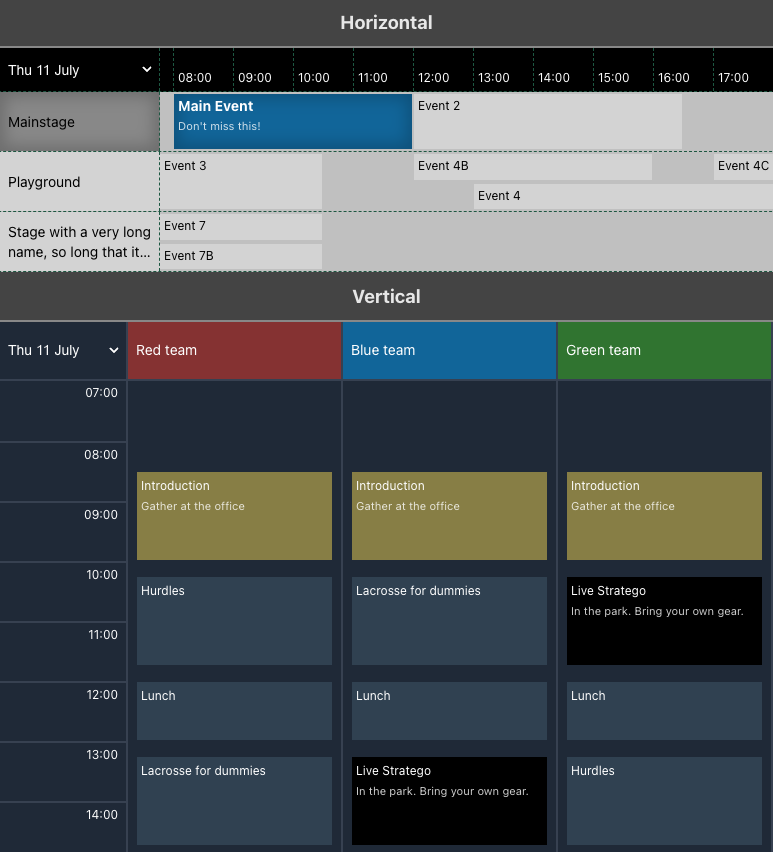 Horizontal
Thu 11 July
08:00 09:00 10:00 11:00 12:00 13:00 14:00 15:00 16:00 17:00
Mainstage
Main Event
Don't miss this!
Event 2
Playground
Event 3
Event 4B
Event 4C
Event 4
Stage with a very long
name, so long that it...
Event 7
Event 7B
Vertical
Thu 11 July
Red team
Blue team
Green team
07:00
08:00
Introduction
Gather at the office
Introduction
Gather at the office
Introduction
Gather at the office
09:00
10:00
Hurdles
Lacrosse for dummies
Live Stratego
In the park. Bring your own gear.
11:00
12:00
Lunch
Lunch
Lunch
13:00
Lacrosse for dummies
Live Stratego
In the park. Bring your own gear.
Hurdles
14:00